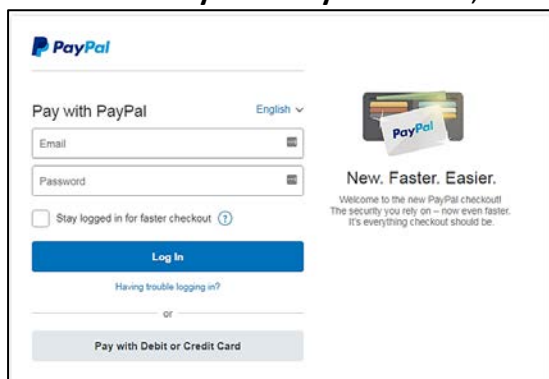 PayPal
Pay with PayPal
English
Email
Password
Stay logged in for faster checkout ?
Log In
Having trouble logging in?
or
Pay with Debit or Credit Card
PayPal
New. Faster. Easier.
Welcome to the new PayPal checkout!
The security you rely on – now even faster.
It's everything checkout should be.